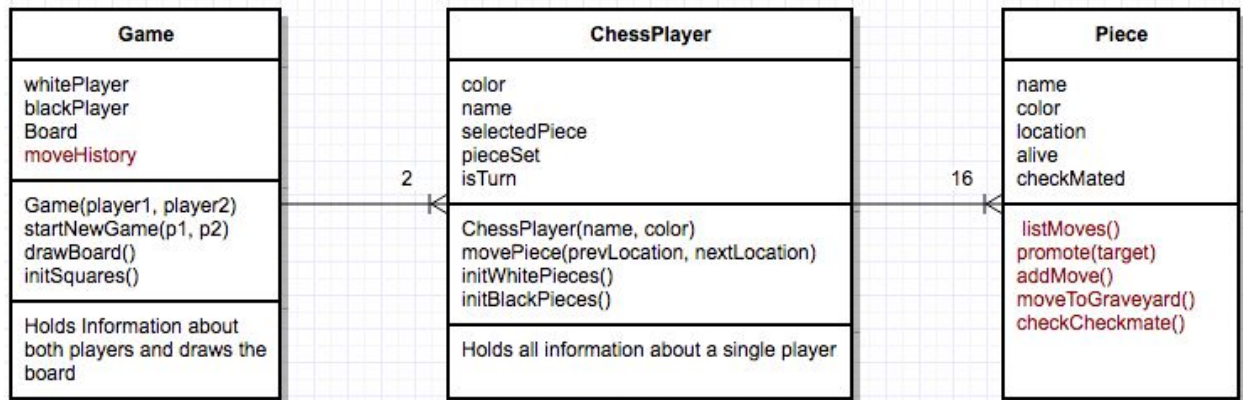 Game
whitePlayer
blackPlayer
Board
moveHistory
Game(player1, player2)
startNewGame(p1, p2)
drawBoard()
initSquares()
Holds Information about
both players and draws the
board
2
ChessPlayer
color
name
selectedPiece
pieceSet
isTurn
ChessPlayer(name, color)
movePiece(prevLocation, nextLocation)
initWhitePieces()
initBlackPieces()
Holds all information about a single player
16
Piece
name
color
location
alive
checkMated
listMoves()
promote(target)
addMove()
moveToGraveyard()
checkCheckmate()